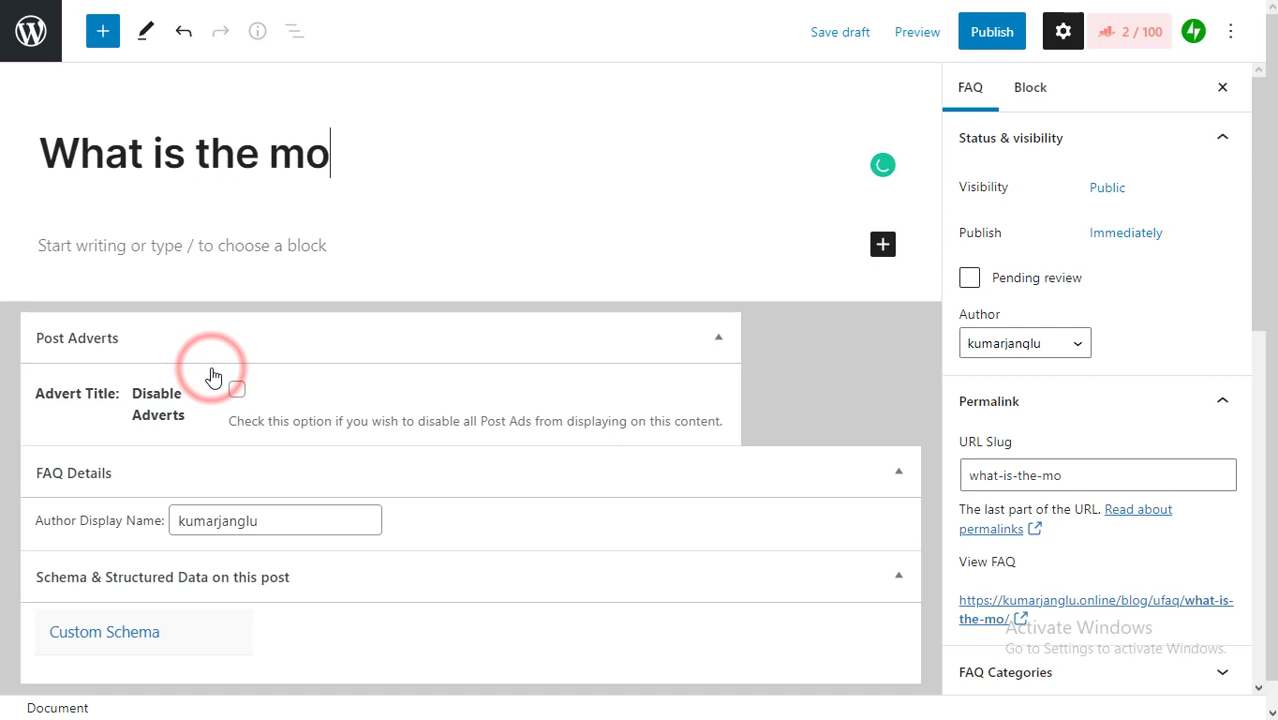 Save draft
Preview
Publish
2 / 100
What is the mo
Start writing or type / to choose a block
Post Adverts
Advert Title:
Disable
Adverts
Check this option if you wish to disable all Post Ads from displaying on this content.
FAQ Details
Author Display Name: kumarjanglu
Schema & Structured Data on this post
Custom Schema
Document
FAQ
Block
Status & visibility
Visibility
Public
Publish
Immediately
Pending review
Author
kumarjanglu
Permalink
URL Slug
what-is-the-mo
The last part of the URL. Read about
permalinks
View FAQ
https://kumarjanglu.online/blog/ufaq/what-is-
the-mo/
Activate Windows
Go to Settings to activate Windows.
FAQ Categories